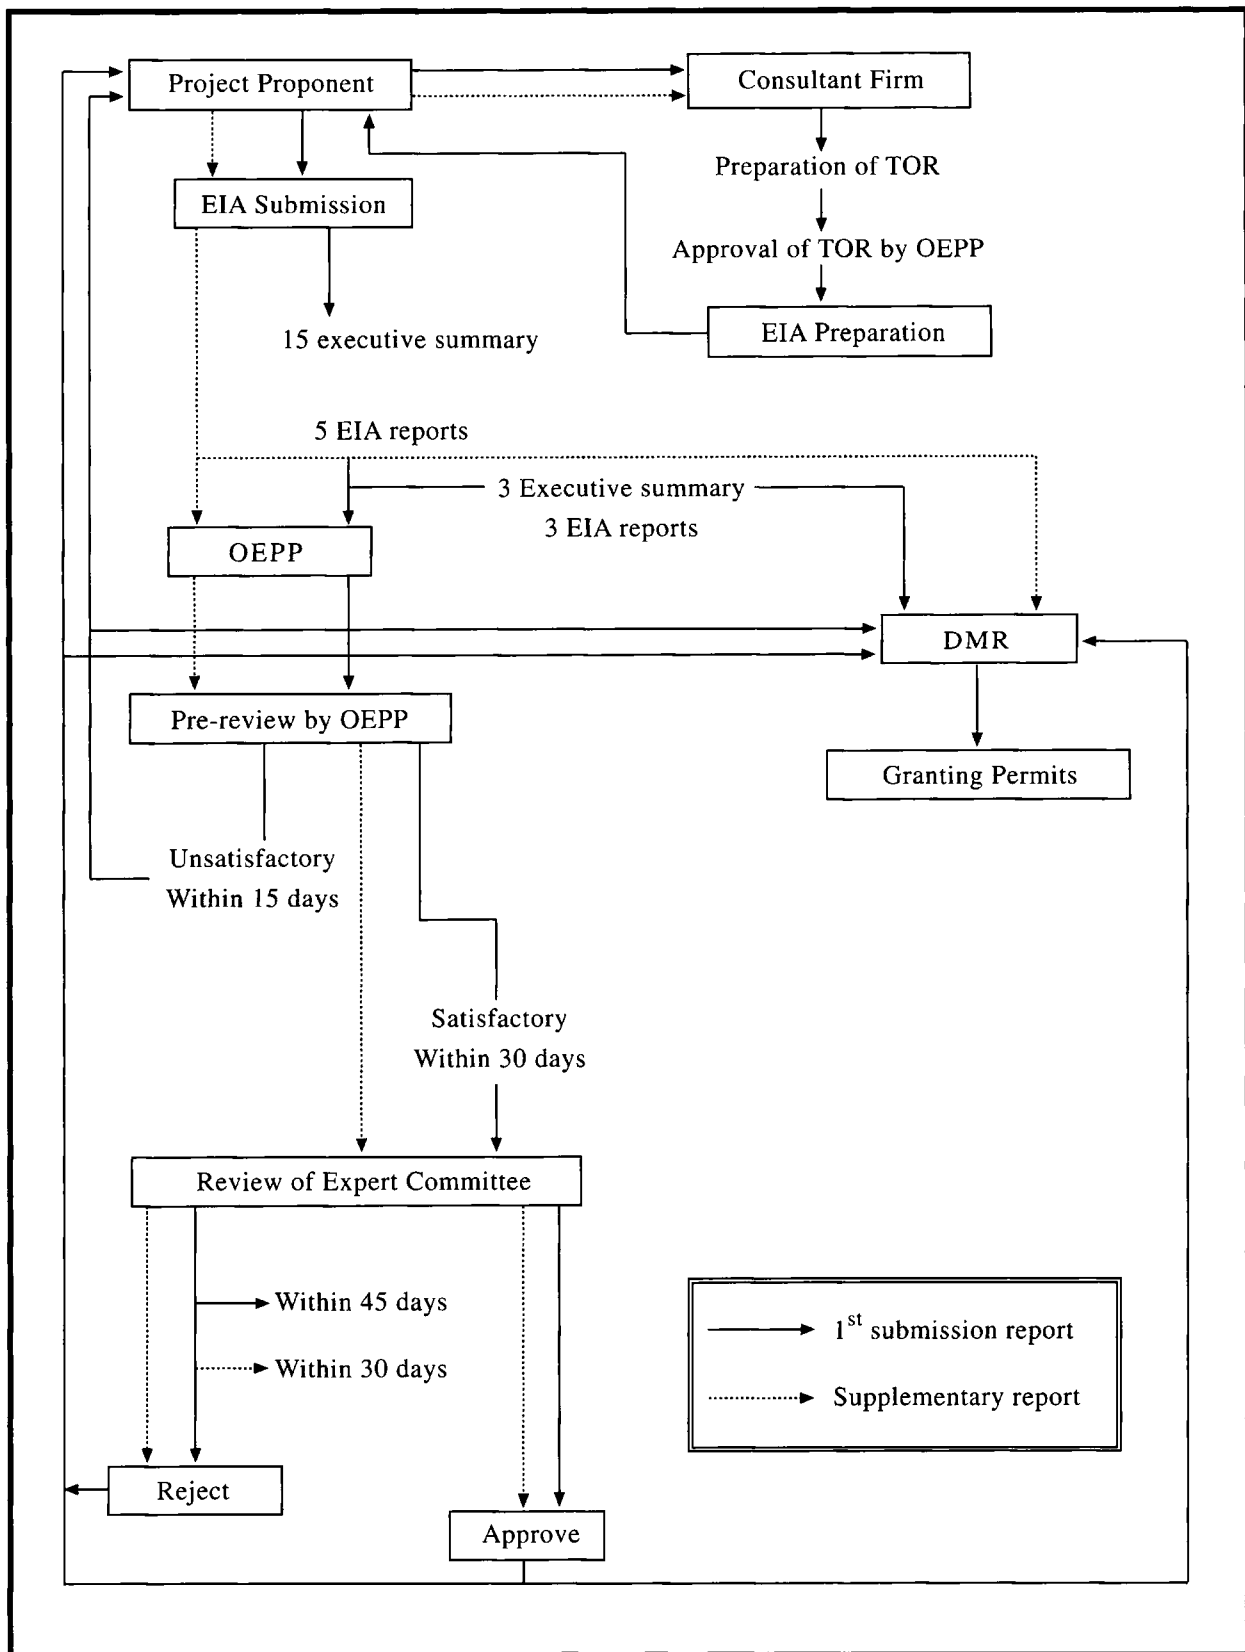 Project Proponent
Consultant Firm
Preparation of TOR
EIA Submission
Approval of TOR by OEPP
15 executive summary
EIA Preparation
5 EIA reports
3 Executive summary
3 EIA reports
OEPP
DMR
Pre-review by OEPP
Granting Permits
Unsatisfactory
Within 15 days
Satisfactory
Within 30 days
Review of Expert Committee
Within 45 days
Within 30 days
1st submission report
Supplementary report
Reject
Approve